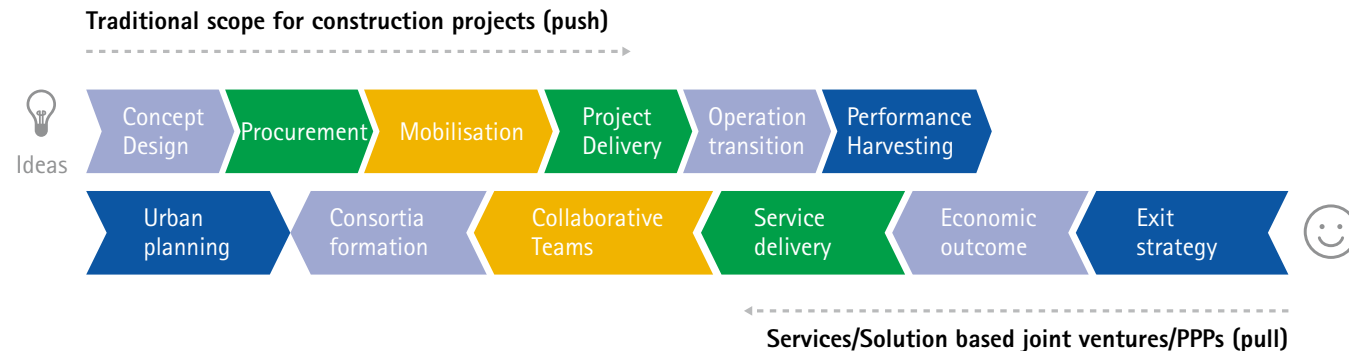 Traditional scope for construction projects (push)
Ideas
Concept
Design
Procurement
Mobilisation
Project
Delivery
Operation
transition
Performance
Harvesting
Urban
planning
Consortia
formation
Collaborative
Teams
Service
delivery
Economic
outcome
Exit
strategy
Services/Solution based joint ventures/PPPs (pull)